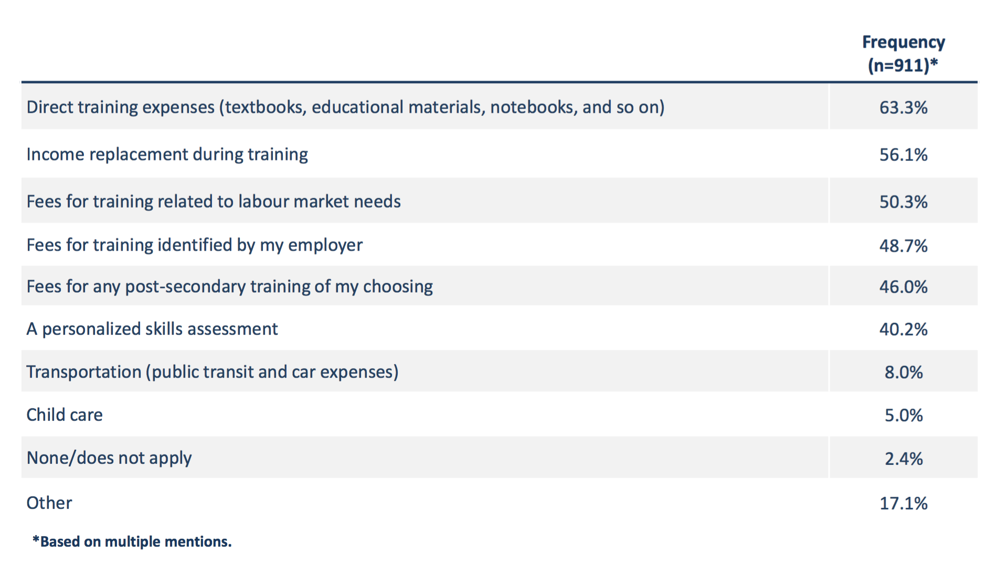 Frequency
(n=911)*
Direct training expenses (textbooks, educational materials, notebooks, and so on) 63.3%
Income replacement during training 56.1%
Fees for training related to labour market needs 50.3%
Fees for training identified by my employer 48.7%
Fees for any post-secondary training of my choosing 46.0%
A personalized skills assessment 40.2%
Transportation (public transit and car expenses) 8.0%
Child care 5.0%
None/does not apply 2.4%
Other 17.1%
*Based on multiple mentions.